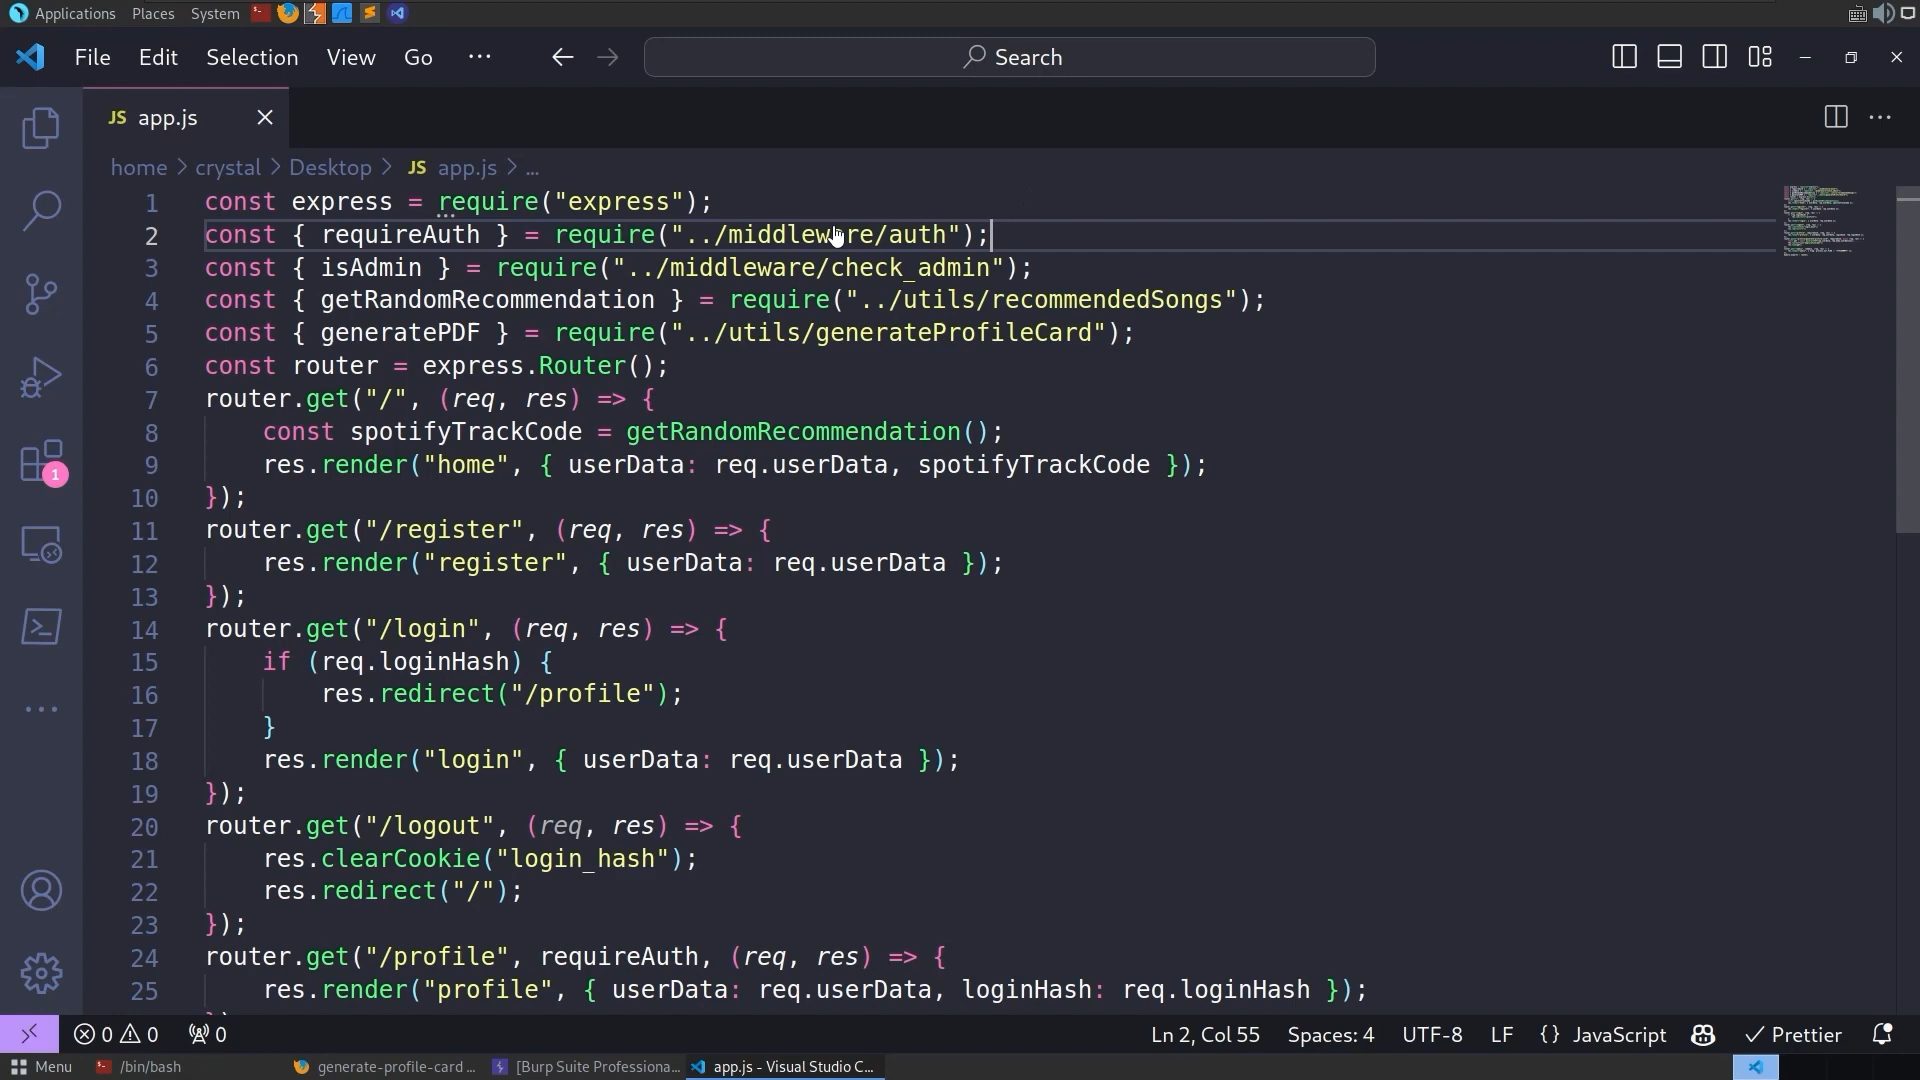 Applications Places System
File Edit Selection View Go ··· Search
JS app.js
home > crystal > Desktop > JS app.js > ...
1 const express = require("express");
2 const { requireAuth } = require("../middleware/auth");
3 const { isAdmin } = require("../middleware/check_admin");
4 const { getRandomRecommendation } = require("../utils/recommendedSongs");
5 const { generatePDF } = require("../utils/generateProfileCard");
6 const router = express.Router();
7 router.get("/", (req, res) => {
8 const spotifyTrackCode = getRandomRecommendation();
9 res.render("home", { userData: req.userData, spotifyTrackCode });
10 });
11 router.get("/register", (req, res) => {
12 res.render("register", { userData: req.userData });
13 });
14 router.get("/login", (req, res) => {
15 if (req.loginHash) {
16 res.redirect("/profile");
17 }
18 res.render("login", { userData: req.userData });
19 });
20 router.get("/logout", (req, res) => {
21 res.clearCookie("login_hash");
22 res.redirect("/");
23 });
24 router.get("/profile", requireAuth, (req, res) => {
25 res.render("profile", { userData: req.userData, loginHash: req.loginHash });
1
0 0 0 Ln 2, Col 55 Spaces: 4 UTF-8 LF {} JavaScript Prettier
Menu /bin/bash generate-profile-card ... [Burp Suite Professiona... app.js - Visual Studio C...